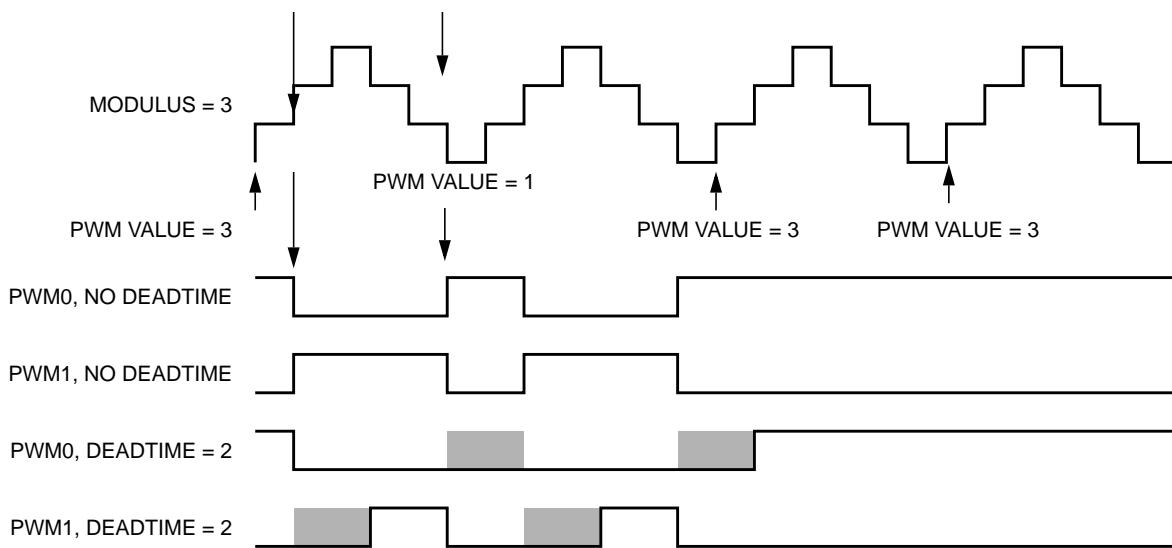 MODULUS = 3
PWM VALUE = 1
PWM VALUE = 3
PWM VALUE = 3
PWM VALUE = 3
PWM0, NO DEADTIME
PWM1, NO DEADTIME
PWM0, DEADTIME = 2
PWM1, DEADTIME = 2